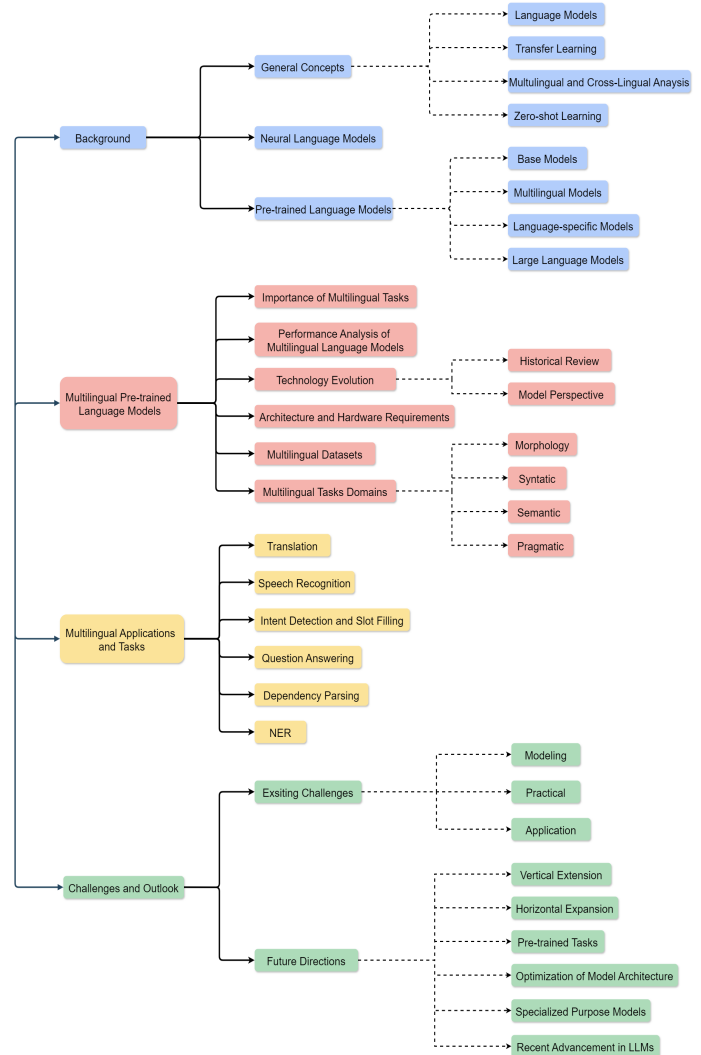 Language Models
Transfer Learning
General Concepts
Multulingual and Cross-Lingual Anaysis
Zero-shot Learning
Background
Neural Language Models
Base Models
Multilingual Models
Pre-trained Language Models
Language-specific Models
Large Language Models
Importance of Multilingual Tasks
Performance Analysis of
Multilingual Language Models
Historical Review
Technology Evolution
Model Perspective
Multilingual Pre-trained
Language Models
Architecture and Hardware Requirements
Morphology
Multilingual Datasets
Syntatic
Multilingual Tasks Domains
Semantic
Pragmatic
Translation
Speech Recognition
Intent Detection and Slot Filling
Multilingual Applications
and Tasks
Question Answering
Dependency Parsing
NER
Modeling
Exsiting Challenges
Practical
Application
Challenges and Outlook
Vertical Extension
Horizontal Expansion
Pre-trained Tasks
Future Directions
Optimization of Model Architecture
Specialized Purpose Models
Recent Advancement in LLMs